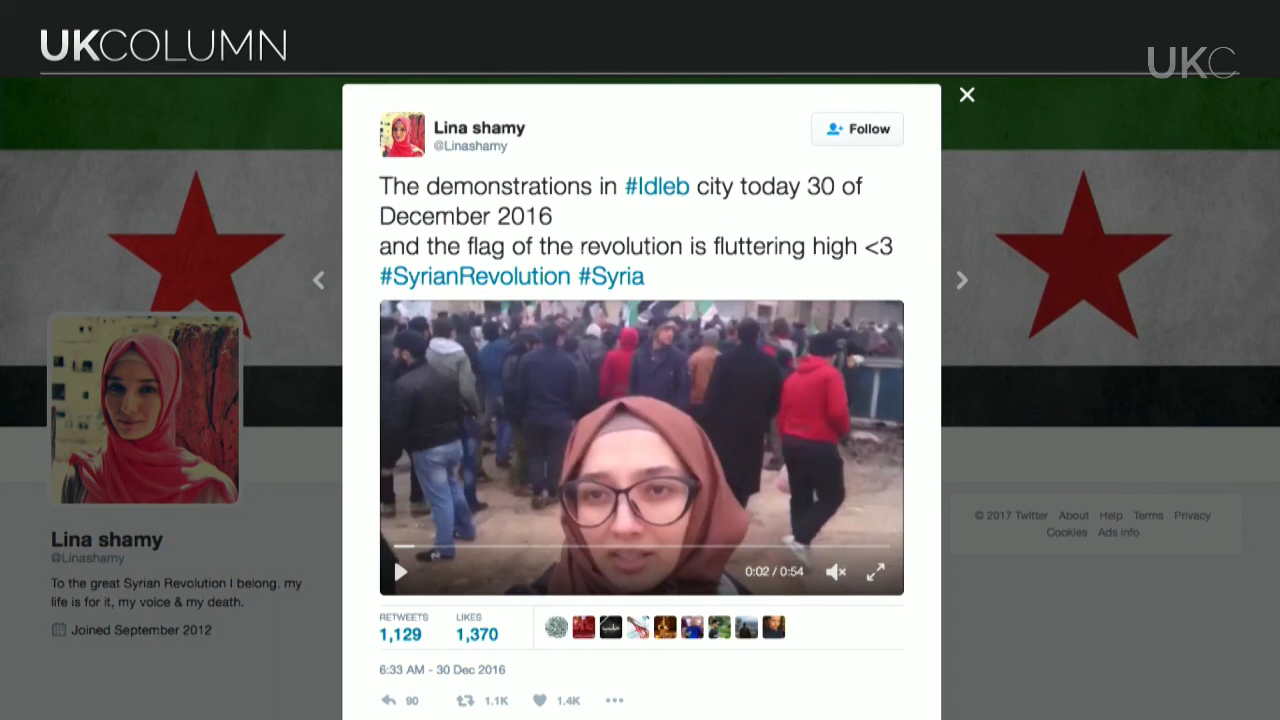 UKCOLUMN
UKC
Lina shamy
@Linashamy
Follow
The demonstrations in #Idleb city today 30 of
December 2016
and the flag of the revolution is fluttering high <3
#SyrianRevolution #Syria
0:02 / 0:54
RETWEETS
1,129
LIKES
1,370
6:33 AM - 30 Dec 2016
90
1.1K
1.4K
Lina shamy
@Linashamy
To the great Syrian Revolution I belong. my
life is for it, my voice & my death.
Joined September 2012
© 2017 Twitter About Help Terms Privacy
Cookies Ads info